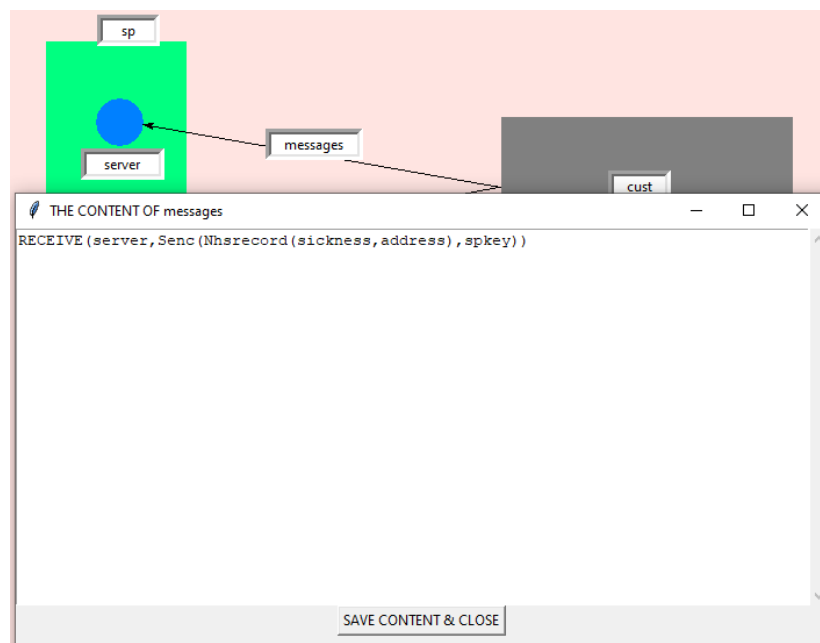 sp
server
messages
cust
THE CONTENT OF messages
RECEIVE(server,Senc(Nhsrecord(sickness,address),spkey))
SAVE CONTENT & CLOSE